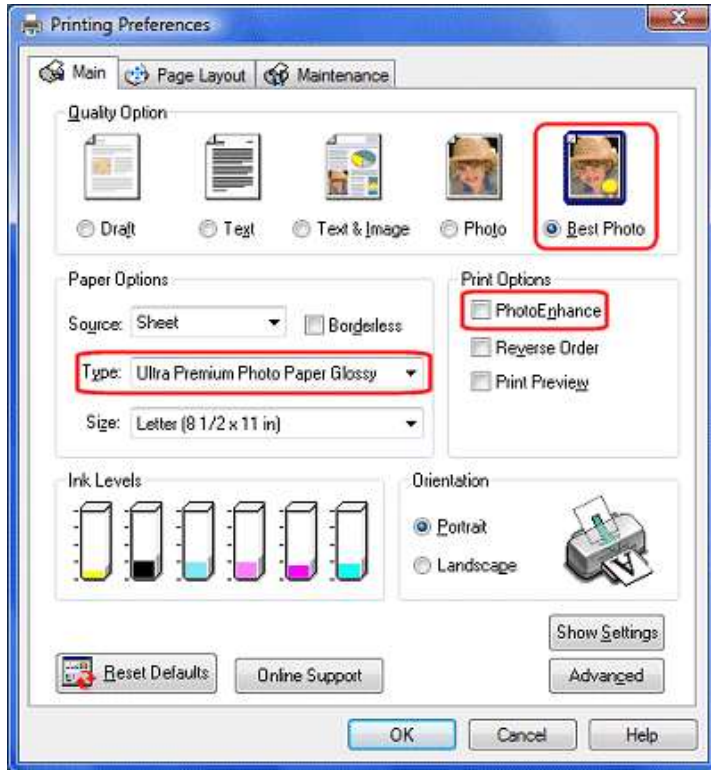 Printing Preferences
Main Page Layout Maintenance
Quality Option
Draft Text Text & Image Photo Best Photo
Paper Options
Source: Sheet Borderless
Type: Ultra Premium Photo Paper Glossy
Size: Letter (8 1/2 x 11 in)
Print Options
PhotoEnhance
Reverse Order
Print Preview
Ink Levels
Orientation
Portrait
Landscape
A
Show Settings
Reset Defaults Online Support Advanced
OK Cancel Help